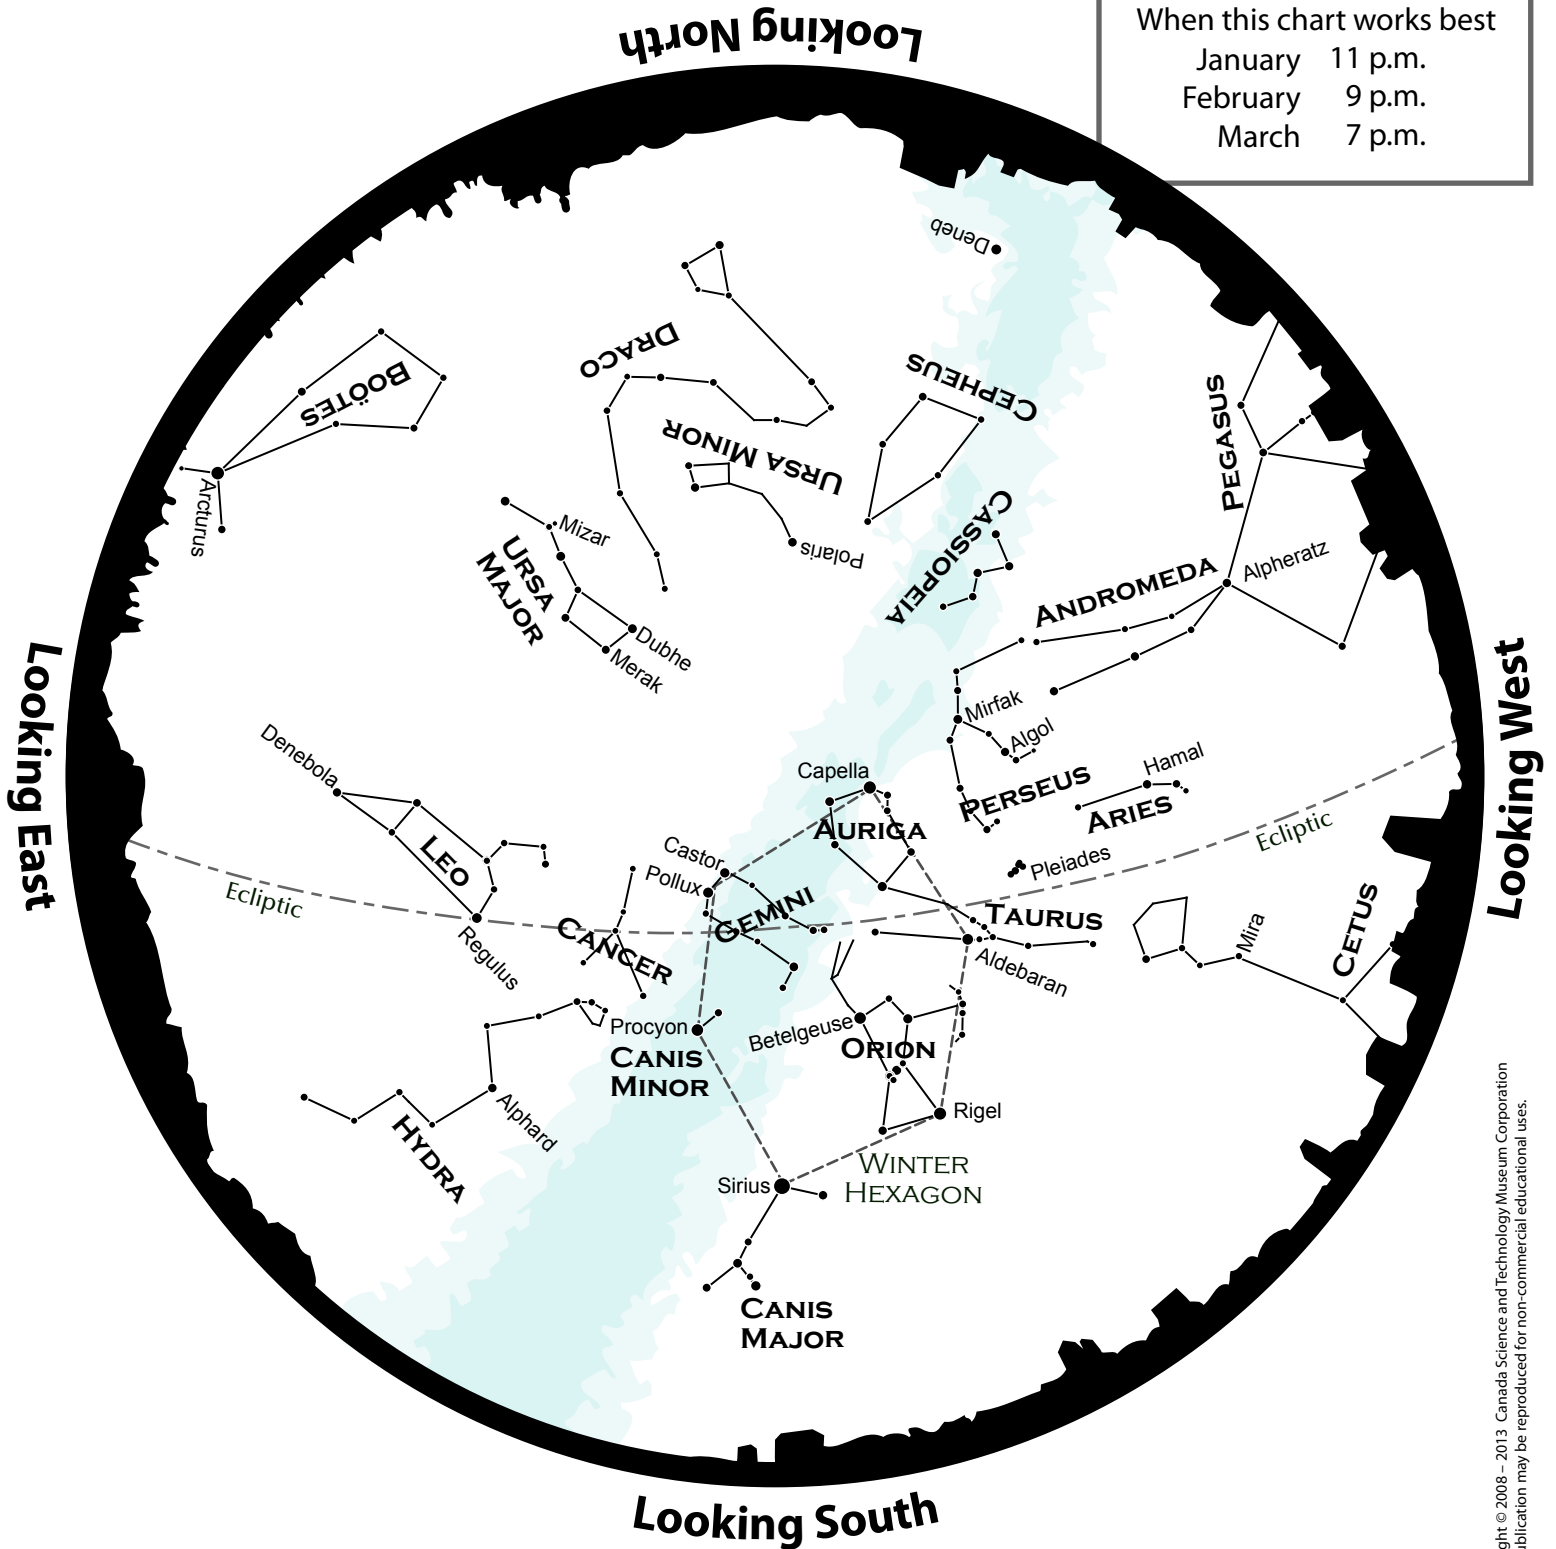 Looking North
When this chart works best
January 11 p.m.
February 9 p.m.
March 7 p.m.
Deneb
DRACO
CEPHEUS
BOÖTES
PEGASUS
URSA MINOR
Arcturus
Mizar
Polaris
CASSIOPEIA
URSA
MAJOR
Alpheratz
ANDROMEDA
Dubhe
Merak
Looking East
Looking West
Mirfak
Algol
Denebola
Capella
Hamal
PERSEUS
ARIES
AURIGA
Ecliptic
LEO
Castor
Pollux
Pleiades
Ecliptic
GEMINI
TAURUS
CETUS
Mira
CANCER
Regulus
Aldebaran
Procyon
Betelgeuse
CANIS
MINOR
ORION
Alphard
Rigel
HYDRA
WINTER
HEXAGON
Sirius
CANIS
MAJOR
Looking South
ght © 2008 – 2013 Canada Science and Technology Museum Corporation
ublication may be reproduced for non-commercial educational uses.